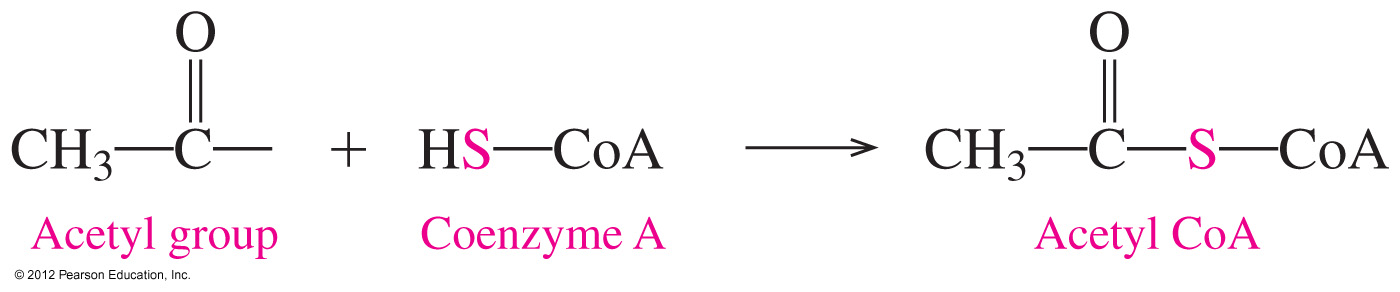 O O
CH3 C + HS CoA CH3 C S CoA
Acetyl group Coenzyme A Acetyl CoA
© 2012 Pearson Education, Inc.